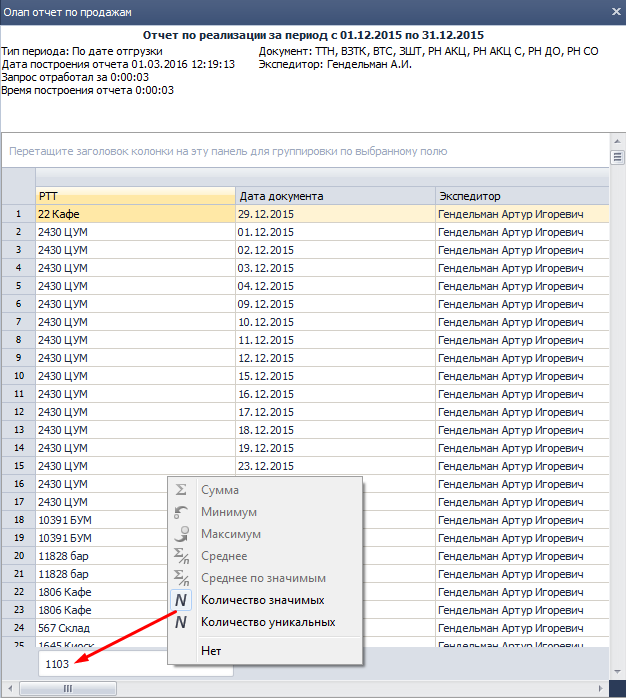 Олап отчет по продажам
Отчет по реализации за период с 01.12.2015 по 31.12.2015
Тип периода: По дате отгрузки Документ: ТТН, ВЗТК, ВТС, ЗШТ, РН АКЦ, РН АКЦ С, РН ДО, РН СО
Дата построения отчета 01.03.2016 12:19:13 Экспедитор: Гендельман А.И.
Запрос отработал за 0:00:03
Время построения отчета 0:00:03
Перетащите заголовок колонки на эту панель для группировки по выбранному полю
РТТ Дата документа Экспедитор
1 22 Кафе 29.12.2015 Гендельман Артур Игоревич
2 2430 ЦУМ 01.12.2015 Гендельман Артур Игоревич
3 2430 ЦУМ 02.12.2015 Гендельман Артур Игоревич
4 2430 ЦУМ 03.12.2015 Гендельман Артур Игоревич
5 2430 ЦУМ 04.12.2015 Гендельман Артур Игоревич
6 2430 ЦУМ 09.12.2015 Гендельман Артур Игоревич
7 2430 ЦУМ 10.12.2015 Гендельман Артур Игоревич
8 2430 ЦУМ 11.12.2015 Гендельман Артур Игоревич
9 2430 ЦУМ 12.12.2015 Гендельман Артур Игоревич
10 2430 ЦУМ 15.12.2015 Гендельман Артур Игоревич
11 2430 ЦУМ 16.12.2015 Гендельман Артур Игоревич
12 2430 ЦУМ 17.12.2015 Гендельман Артур Игоревич
13 2430 ЦУМ 18.12.2015 Гендельман Артур Игоревич
14 2430 ЦУМ 19.12.2015 Гендельман Артур Игоревич
15 2430 ЦУМ 23.12.2015 Гендельман Артур Игоревич
16 2430 ЦУМ Гендельман Артур Игоревич
17 2430 ЦУМ Гендельман Артур Игоревич
18 10391 БУМ Гендельман Артур Игоревич
19 10391 БУМ Гендельман Артур Игоревич
20 11828 бар Гендельман Артур Игоревич
21 11828 бар Гендельман Артур Игоревич
22 1806 Кафе Гендельман Артур Игоревич
23 1806 Кафе Гендельман Артур Игоревич
24 567 Склад Гендельман Артур Игоревич
25 1645 Киоск Гендельман Артур Игоревич
Σ Сумма
Минимум
Максимум
Σ/n Среднее
Σ/n Среднее по значимым
N Количество значимых
N Количество уникальных
Нет
1103